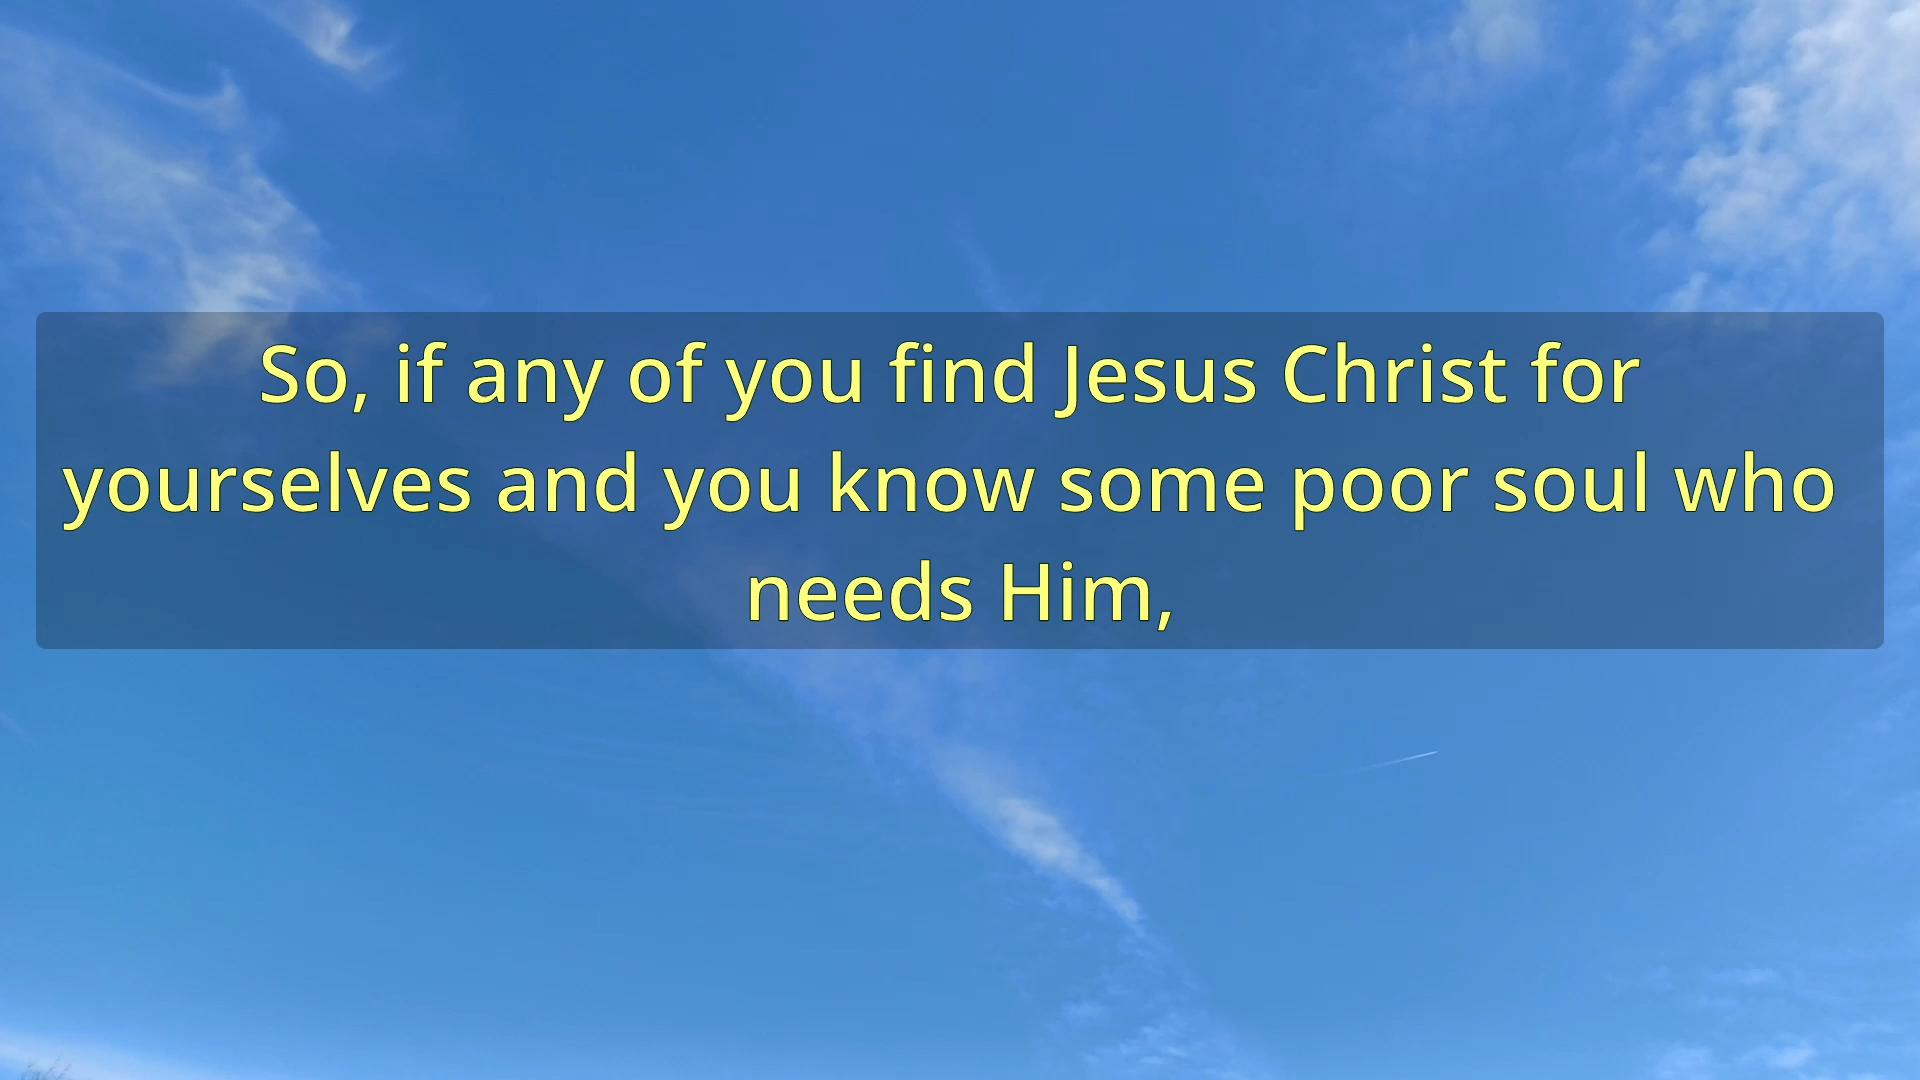 So, if any of you find Jesus Christ for
yourselves and you know some poor soul who
needs Him,